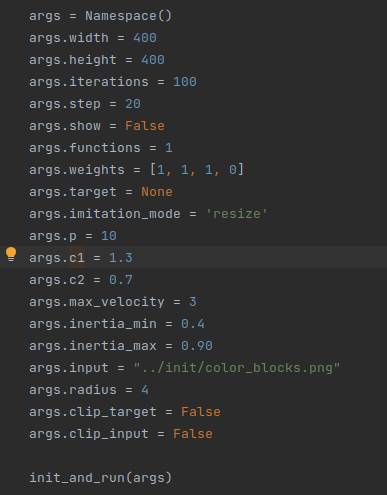 args = Namespace()
args.width = 400
args.height = 400
args.iterations = 100
args.step = 20
args.show = False
args.functions = 1
args.weights = [1, 1, 1, 0]
args.target = None
args.imitation_mode = 'resize'
args.p = 10
args.c1 = 1.3
args.c2 = 0.7
args.max_velocity = 3
args.inertia_min = 0.4
args.inertia_max = 0.90
args.input = "../init/color_blocks.png"
args.radius = 4
args.clip_target = False
args.clip_input = False
init_and_run(args)